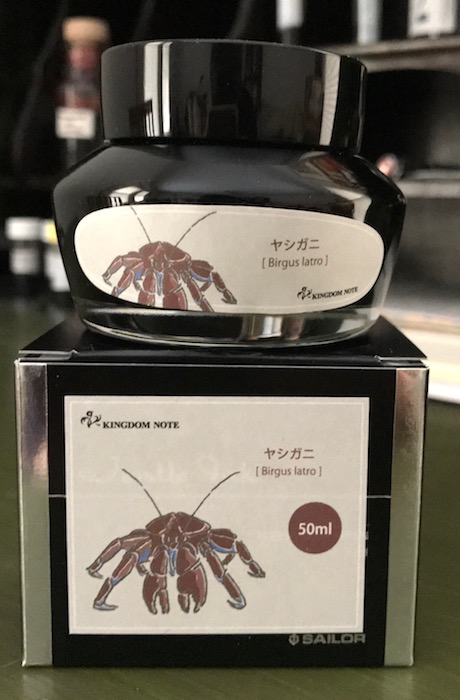 ヤシガニ
[ Birgus latro ]
KINGDOM NOTE
KINGDOM NOTE
ヤシガニ
[ Birgus latro ]
50ml
SAILOR